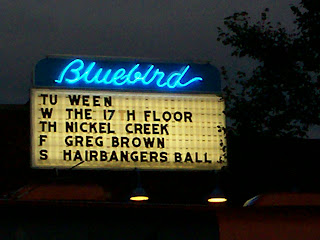 Bluebird
TU WEEN
W THE 17 H FLOOR
TH NICKEL CREEK
F GREG BROWN
S HAIRBANGERS BALL